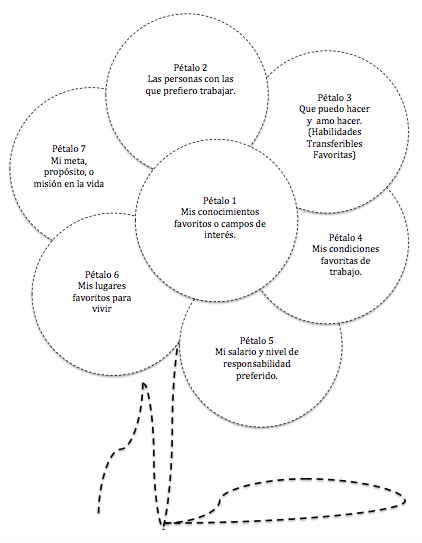 Pétalo 2
Las personas con las
que prefiero trabajar.
Pétalo 3
Que puedo hacer
y amo hacer.
(Habilidades
Transferibles
Favoritas)
Pétalo 7
Mi meta,
propósito, o
misión en la vida
Pétalo 1
Mis conocimientos
favoritos o campos de
interés.
Pétalo 4
Mis condiciones
favoritas de
trabajo.
Pétalo 6
Mis lugares
favoritos para
vivir
Pétalo 5
Mi salario y nivel de
responsabilidad
preferido.